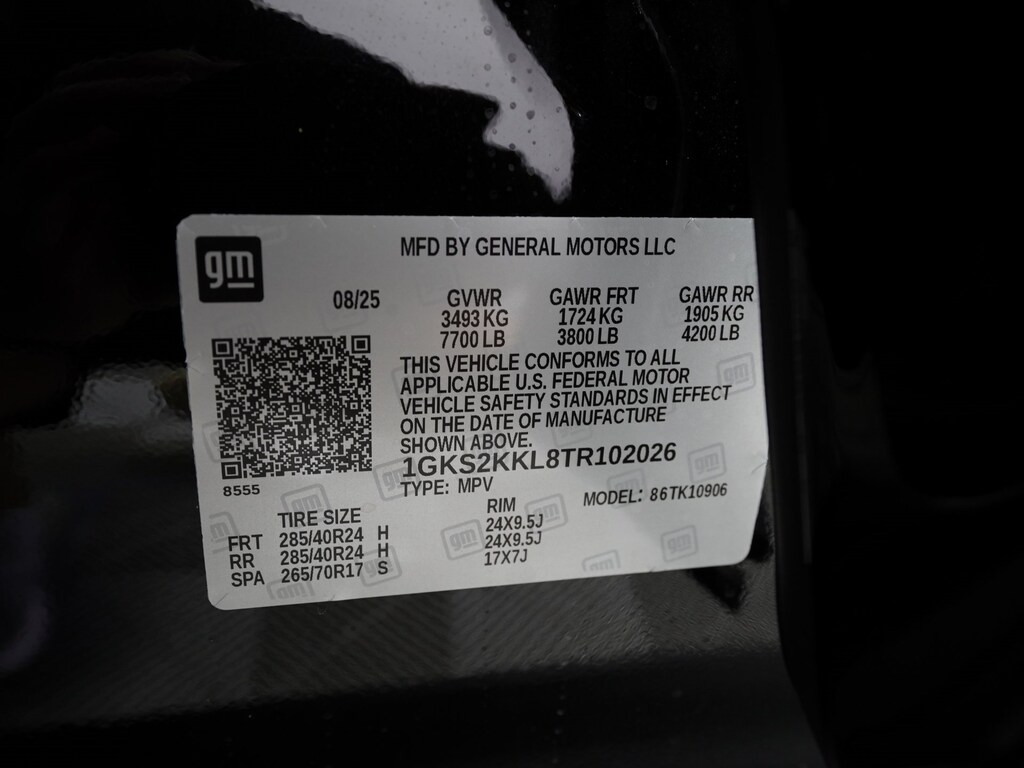 gm
MFD BY GENERAL MOTORS LLC
08/25 GVWR GAWR FRT GAWR RR
3493 KG 1724 KG 1905 KG
7700 LB 3800 LB 4200 LB
THIS VEHICLE CONFORMS TO ALL
APPLICABLE U.S. FEDERAL MOTOR
VEHICLE SAFETY STANDARDS IN EFFECT
ON THE DATE OF MANUFACTURE
SHOWN ABOVE.
1GKS2KKL8TR102026
8555
TYPE: MPV MODEL: 86TK10906
TIRE SIZE RIM
FRT 285/40R24 H 24X9.5J
RR 285/40R24 H 24X9.5J
SPA 265/70R17 S 17X7J